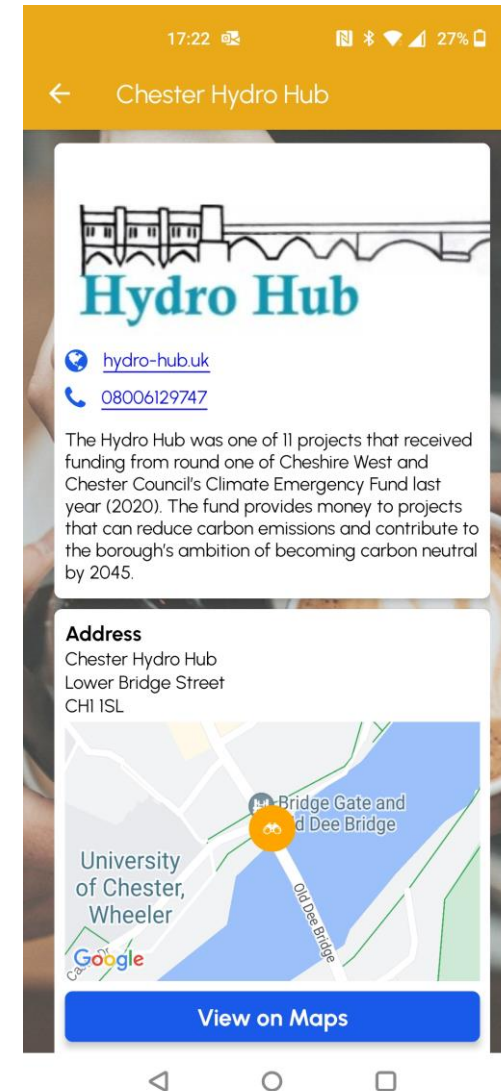 17:22
27%
Chester Hydro Hub
Hydro Hub
hydro-hub.uk
08006129747
The Hydro Hub was one of 11 projects that received
funding from round one of Cheshire West and
Chester Council's Climate Emergency Fund last
year (2020). The fund provides money to projects
that can reduce carbon emissions and contribute to
the borough's ambition of becoming carbon neutral
by 2045.
Address
Chester Hydro Hub
Lower Bridge Street
CH1 1SL
Bridge Gate and
Dee Bridge
University
of Chester,
Wheeler
Old Dee Bridge
Google
View on Maps